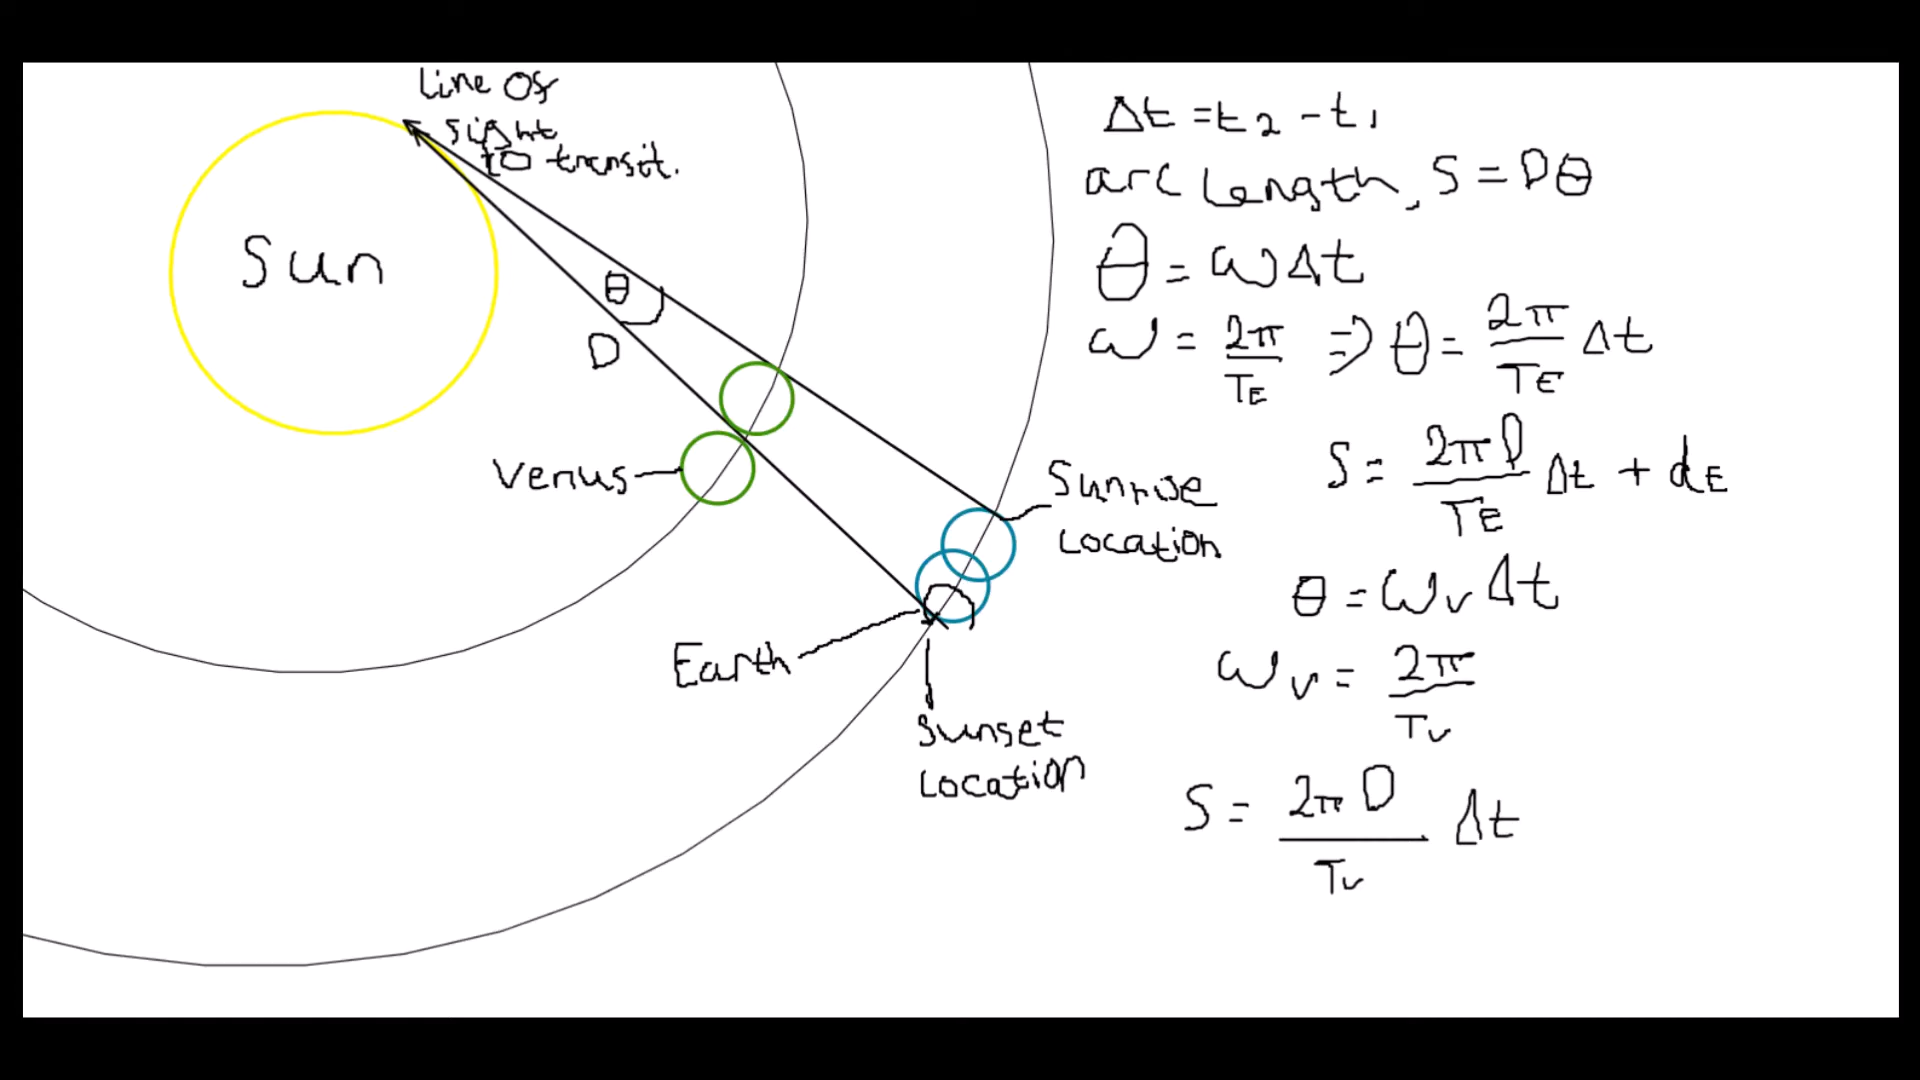 Line of
sight
to transit.
Sun
θ
D
Venus
Sunrise
Location
Earth
Sunset
Location
Δt = t₂ - t₁
arc Length, S = Dθ
θ = ωΔt
ω = 2π/T_E ⇒ θ = 2π/T_E Δt
S = 2πD/T_E Δt + d_E
θ = ω_v Δt
ω_v = 2π/T_v
S = 2πD/T_v Δt